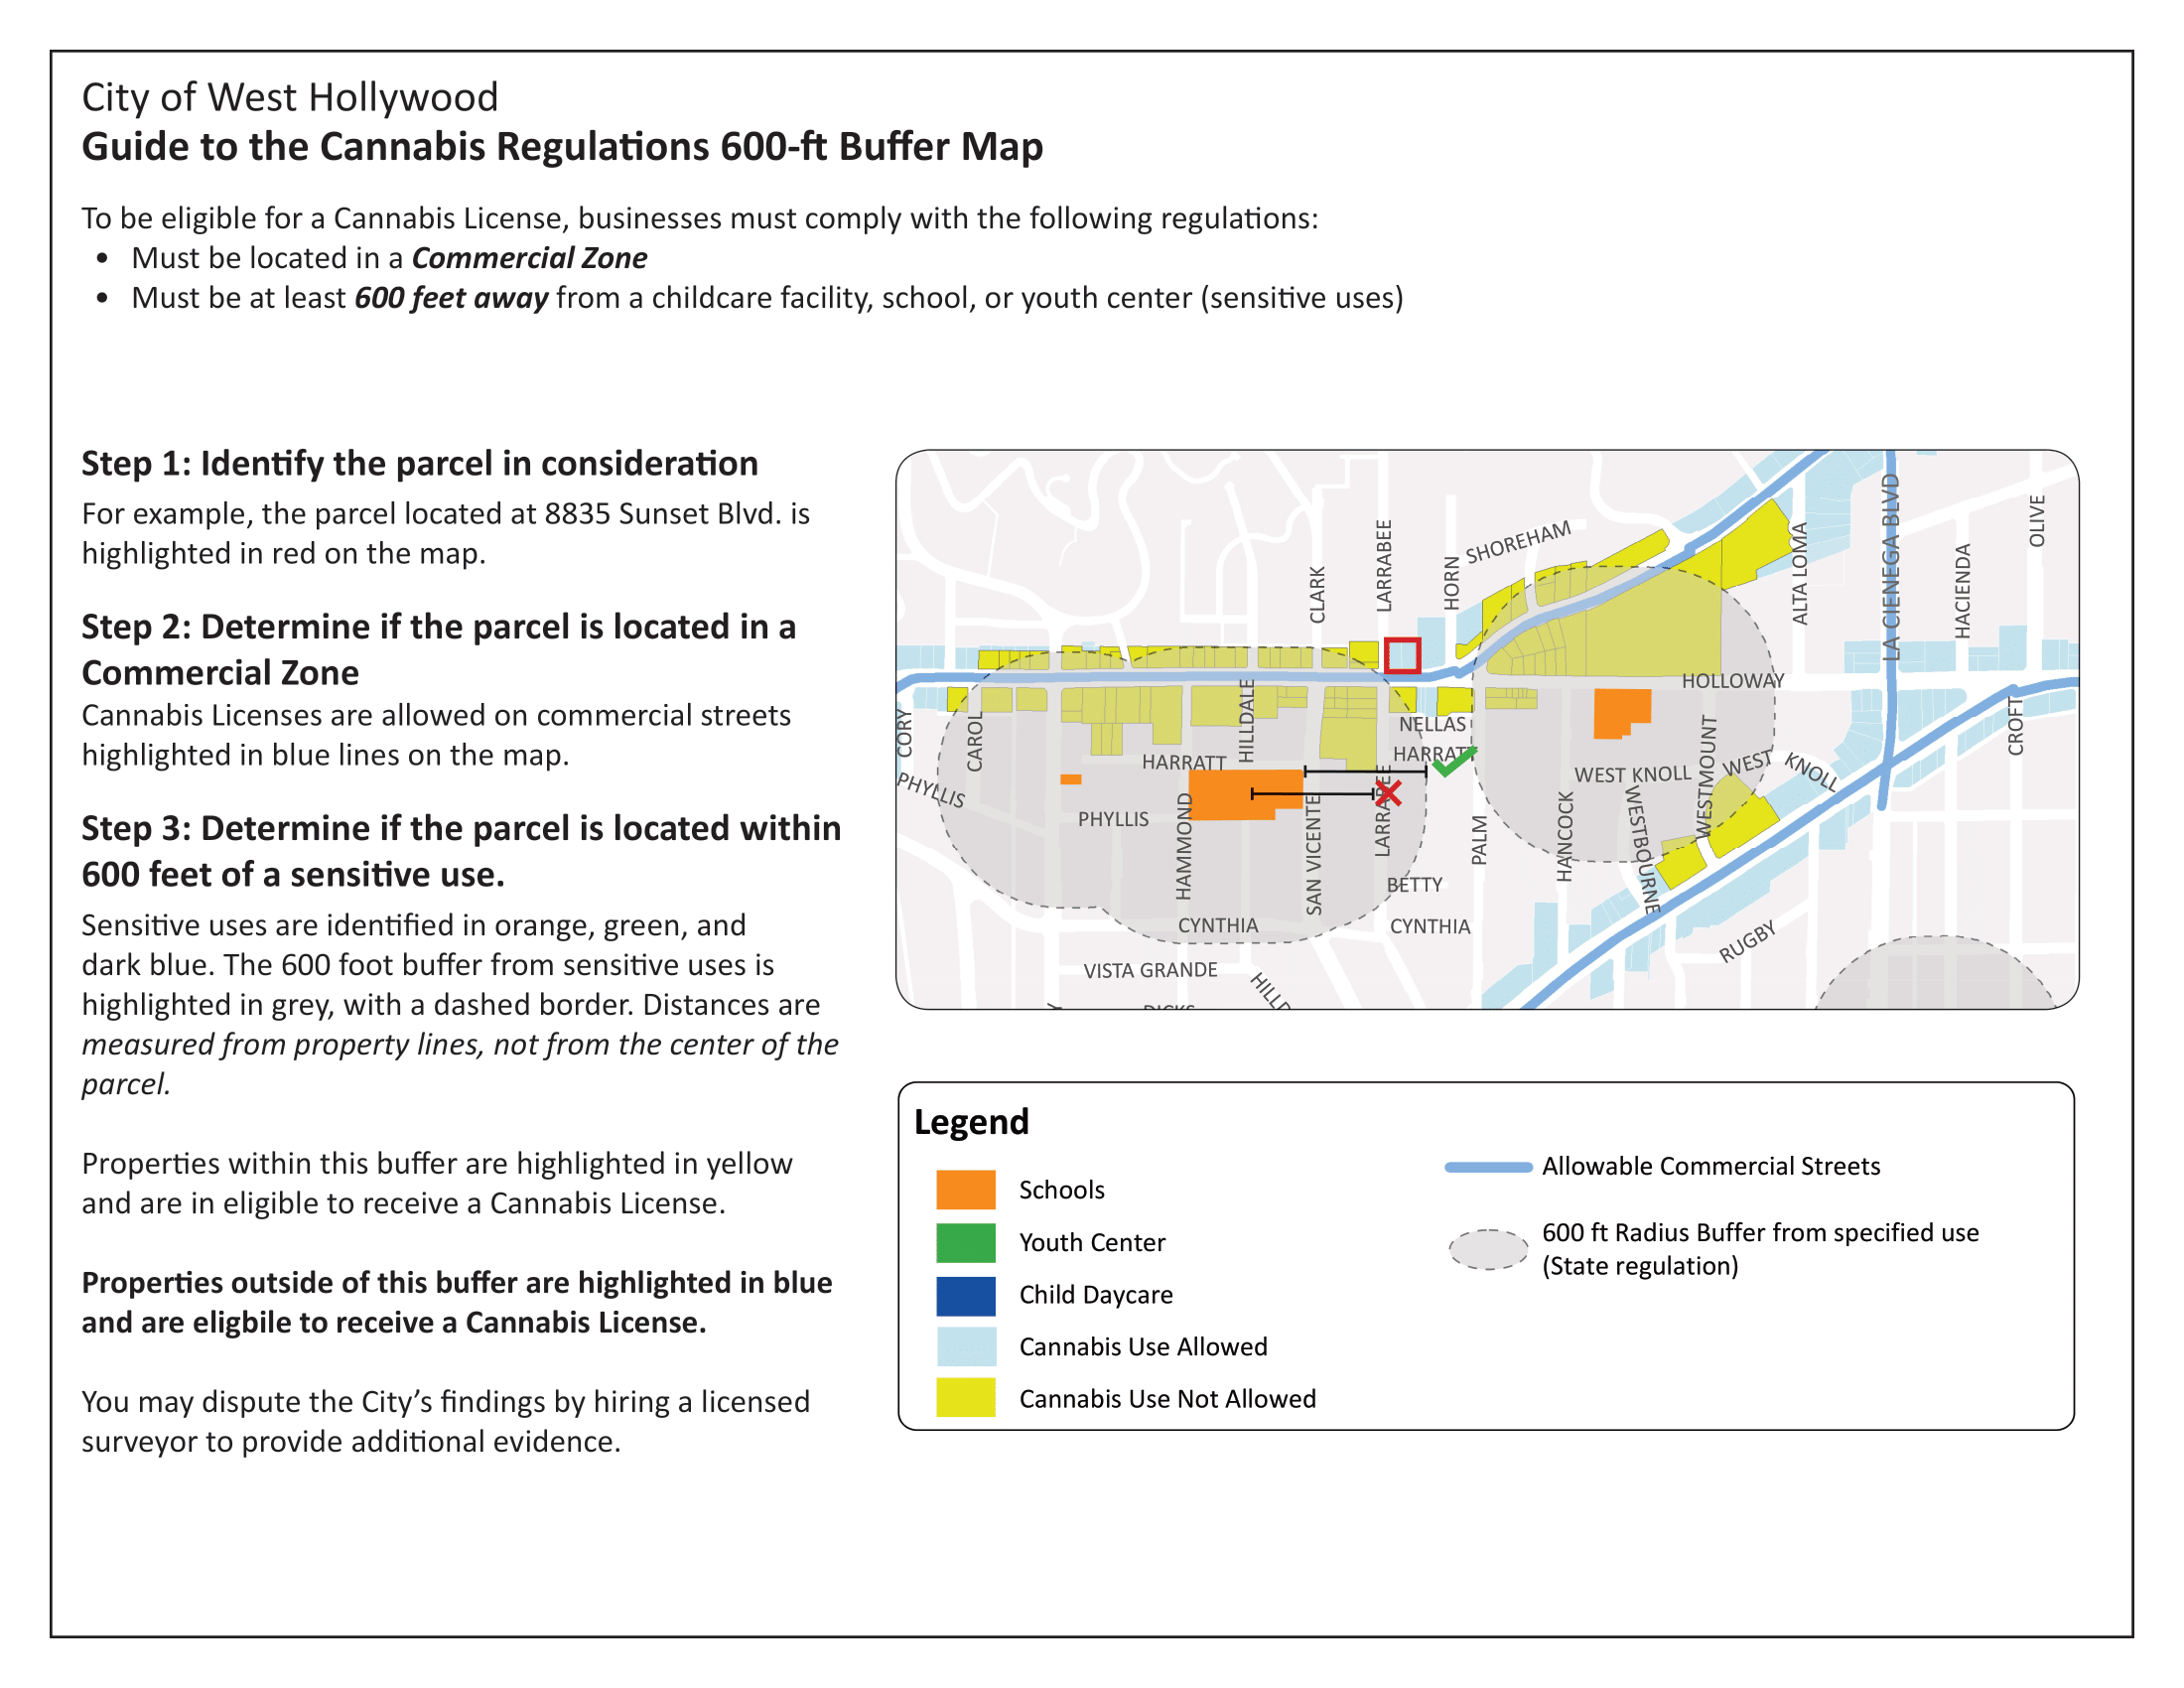 City of West Hollywood
Guide to the Cannabis Regulations 600-ft Buffer Map
To be eligible for a Cannabis License, businesses must comply with the following regulations:
• Must be located in a Commercial Zone
• Must be at least 600 feet away from a childcare facility, school, or youth center (sensitive uses)
Step 1: Identify the parcel in consideration
For example, the parcel located at 8835 Sunset Blvd. is
highlighted in red on the map.
Step 2: Determine if the parcel is located in a
Commercial Zone
Cannabis Licenses are allowed on commercial streets
highlighted in blue lines on the map.
Step 3: Determine if the parcel is located within
600 feet of a sensitive use.
Sensitive uses are identified in orange, green, and
dark blue. The 600 foot buffer from sensitive uses is
highlighted in grey, with a dashed border. Distances are
measured from property lines, not from the center of the
parcel.
Properties within this buffer are highlighted in yellow
and are in eligible to receive a Cannabis License.
Properties outside of this buffer are highlighted in blue
and are eligbile to receive a Cannabis License.
You may dispute the City's findings by hiring a licensed
surveyor to provide additional evidence.
CLARK
LARRABEE
HORN
SHOREHAM
ALTA LOMA
LA CIENEGA BLVD
HACIENDA
OLIVE
CORY
CAROL
HILLDALE
NELLAS
HARRATT
HARRATT
HOLLOWAY
CROFT
PHYLLIS
PHYLLIS
HAMMOND
SAN VICENTE
LARRABEE
PALM
HANCOCK
WEST KNOLL
WESTBOURNE
WESTMOUNT
WEST KNOLL
BETTY
CYNTHIA
CYNTHIA
RUGBY
VISTA GRANDE
HILLD
DICKS
Legend
Schools
Youth Center
Child Daycare
Cannabis Use Allowed
Cannabis Use Not Allowed
Allowable Commercial Streets
600 ft Radius Buffer from specified use
(State regulation)